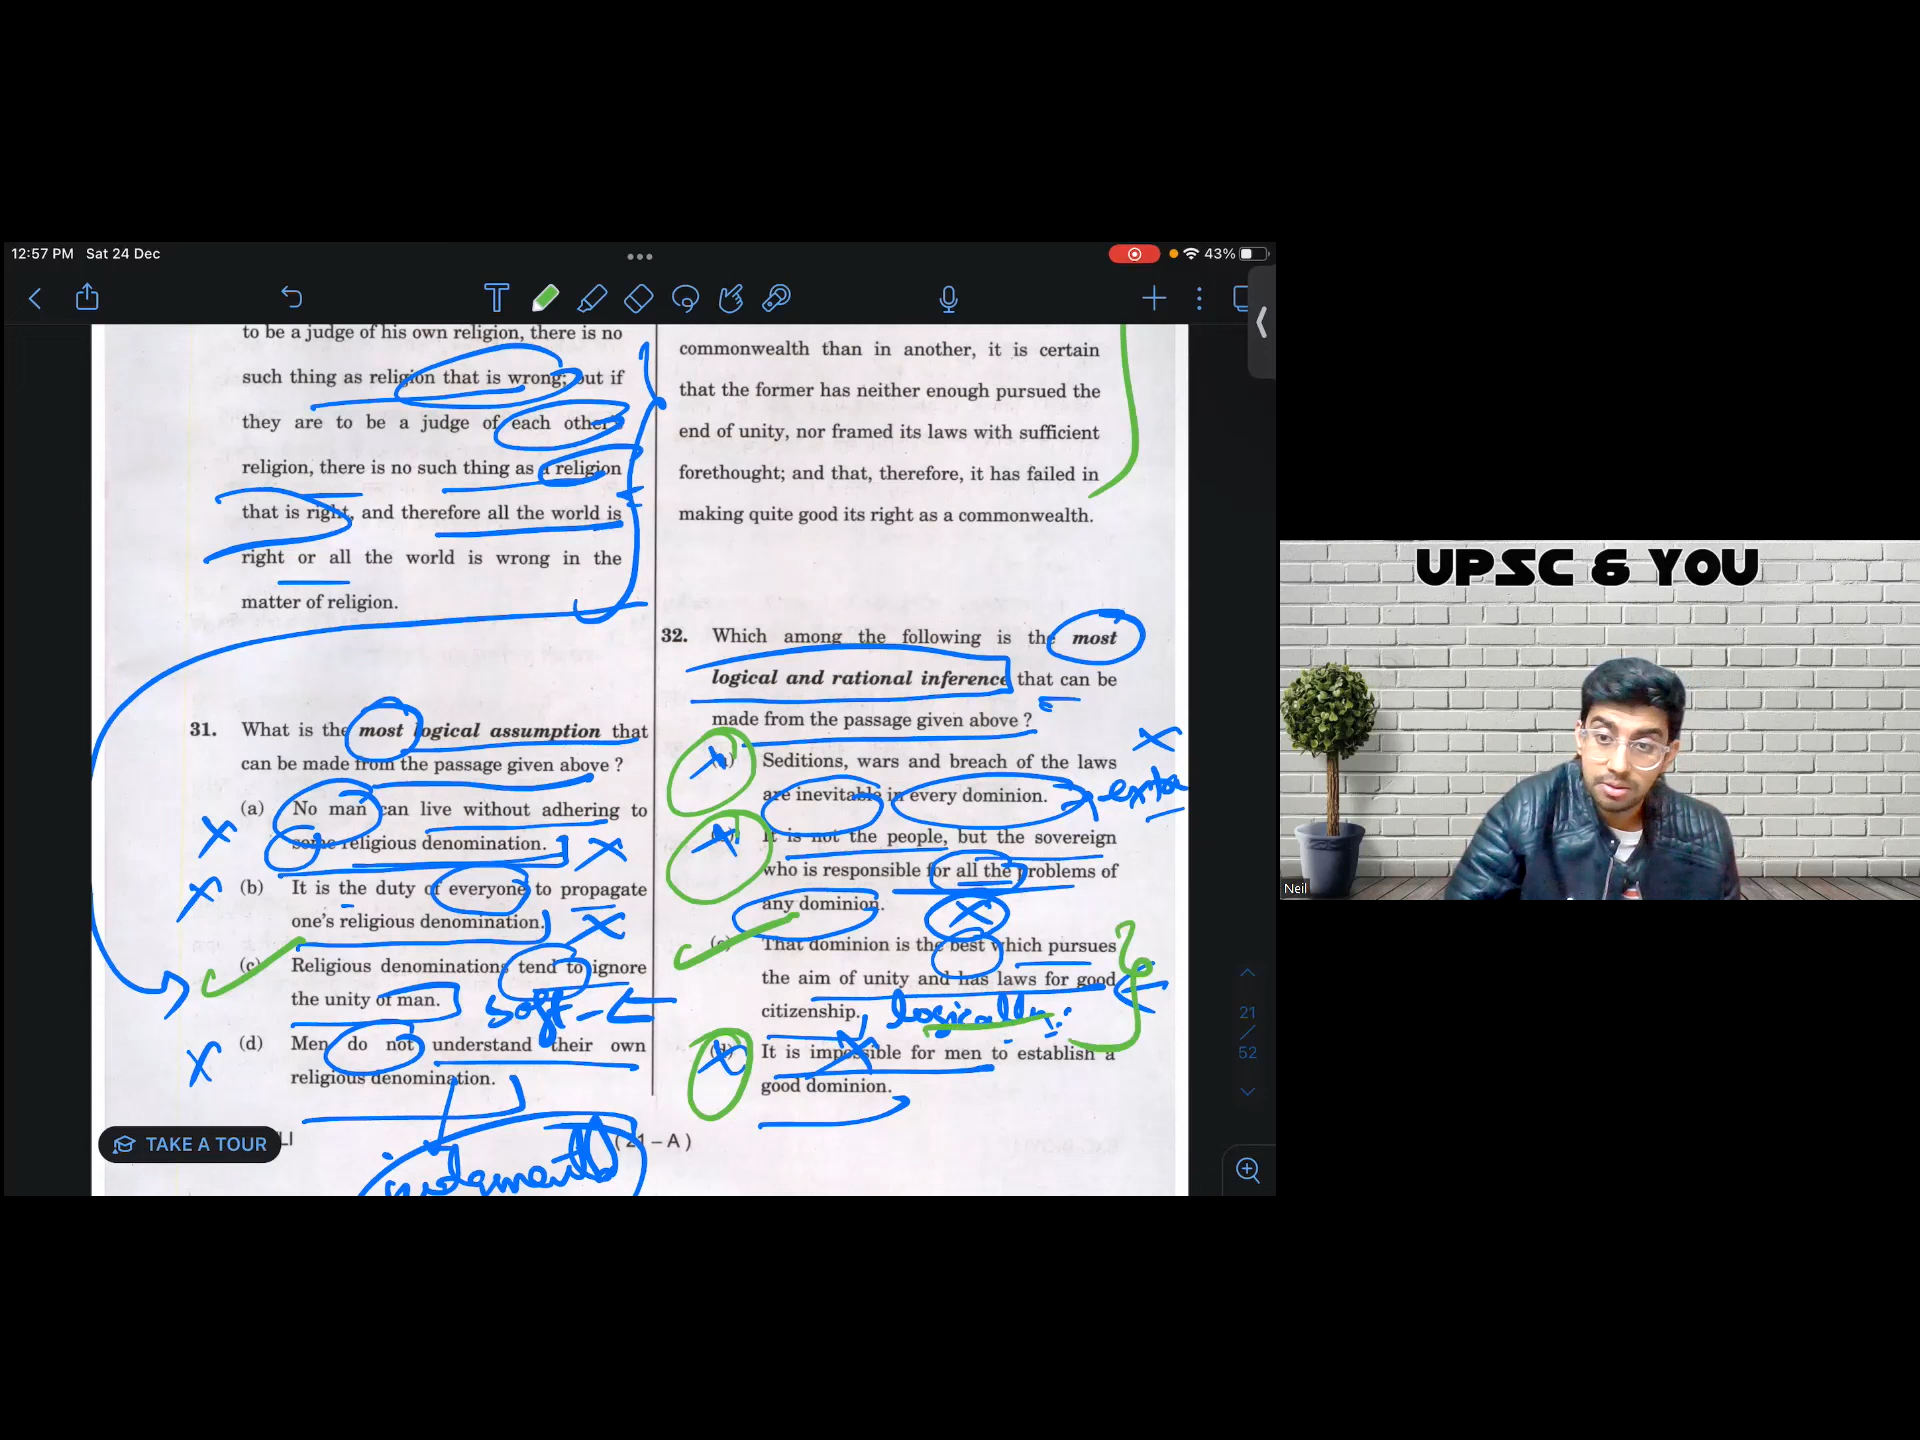 12:57 PM Sat 24 Dec
43%
to be a judge of his own religion, there is no
such thing as religion that is wrong; but if
they are to be a judge of each other's
religion, there is no such thing as a religion
that is right, and therefore all the world is
right or all the world is wrong in the
matter of religion.
31. What is the most logical assumption that
can be made from the passage given above ?
(a) No man can live without adhering to
some religious denomination.
(b) It is the duty of everyone to propagate
one's religious denomination.
(c) Religious denominations tend to ignore
the unity of man.
soft
(d) Men do not understand their own
religious denomination.
commonwealth than in another, it is certain
that the former has neither enough pursued the
end of unity, nor framed its laws with sufficient
forethought; and that, therefore, it has failed in
making quite good its right as a commonwealth.
32. Which among the following is the most
logical and rational inference that can be
made from the passage given above ?
(a) Seditions, wars and breach of the laws
are inevitable in every dominion.
(b) It is not the people, but the sovereign
who is responsible for all the problems of
any dominion.
(c) That dominion is the best which pursues
the aim of unity and has laws for good
citizenship.
logically
(d) It is impossible for men to establish a
good dominion.
TAKE A TOUR
LI
( 21 – A )
21
/
52
UPSC & YOU
Neil